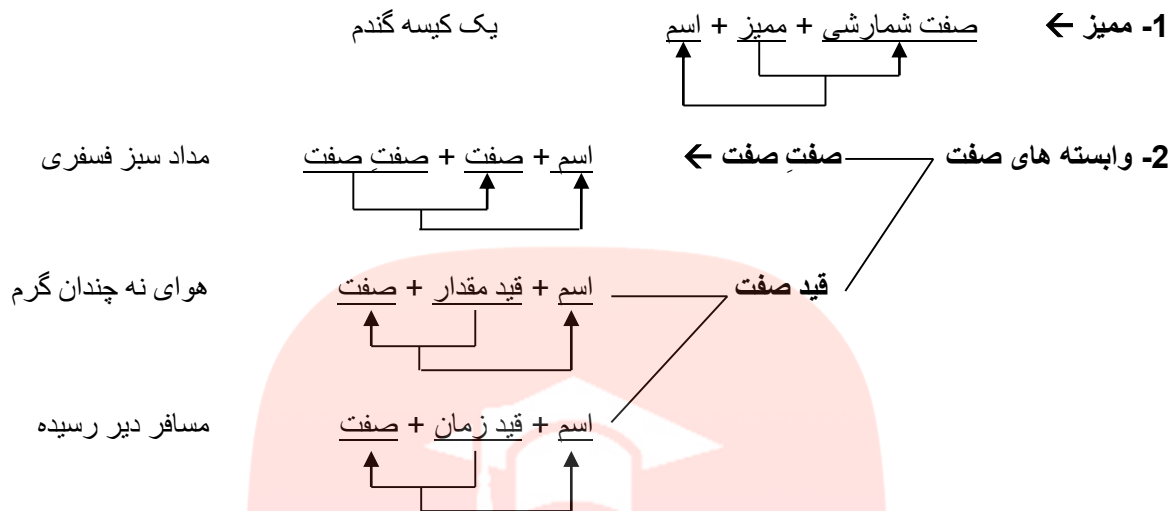 1- ممیز ← صفت شمارشی + ممیز + اسم یک کیسه گندم
2- وابسته های صفت صفتِ صفت ← اسم + صفت + صفتِ صفت مداد سبز فسفری
قید صفت اسم + قید مقدار + صفت هوای نه چندان گرم
اسم + قید زمان + صفت مسافر دیر رسیده